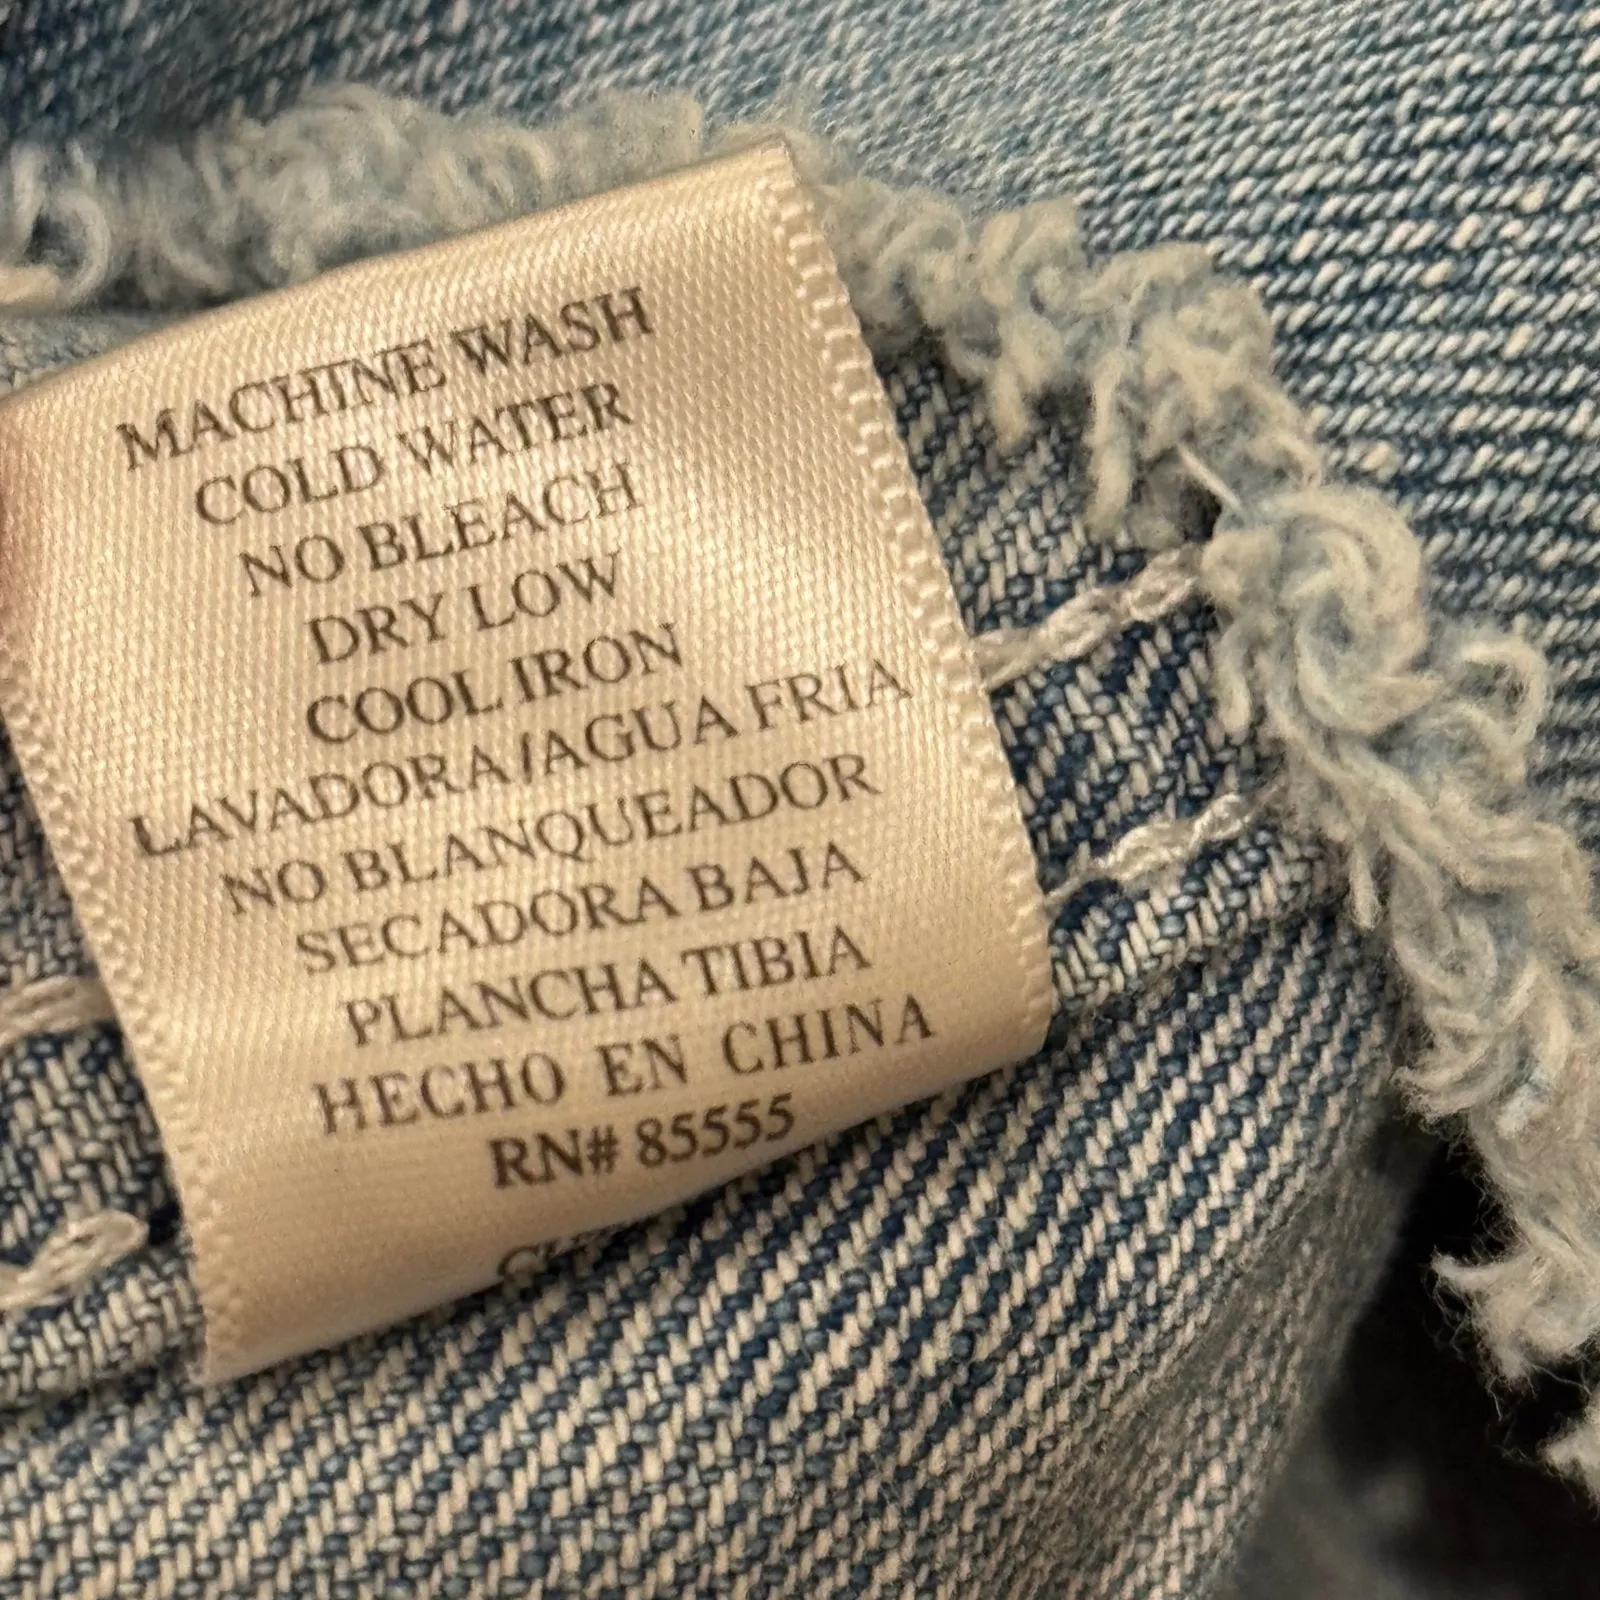 MACHINE WASH
COLD WATER
NO BLEACH
DRY LOW
COOL IRON
LAVADORA/AGUA FRIA
NO BLANQUEADOR
SECADORA BAJA
PLANCHA TIBIA
HECHO EN CHINA
RN# 85555